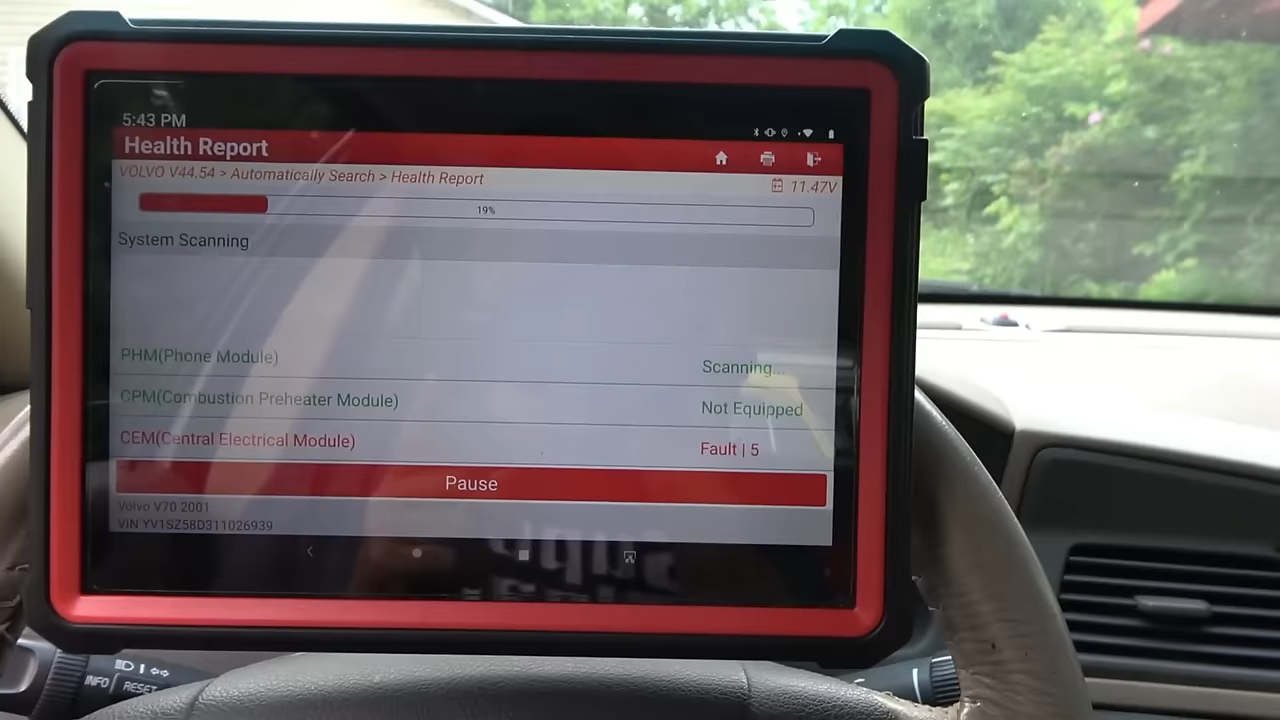 5:43 PM
Health Report
VOLVO V44.54 > Automatically Search > Health Report
11.47V
19%
System Scanning
PHM(Phone Module) Scanning...
CPM(Combustion Preheater Module) Not Equipped
CEM(Central Electrical Module) Fault | 5
Pause
Volvo V70 2001
VIN YV1SZ58D311026939
INFO
RESET